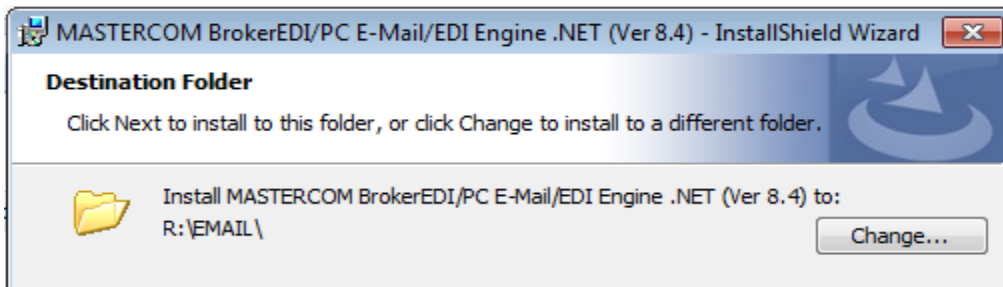 MASTERCOM BrokerEDI/PC E-Mail/EDI Engine .NET (Ver 8.4) - InstallShield Wizard
Destination Folder
Click Next to install to this folder, or click Change to install to a different folder.
Install MASTERCOM BrokerEDI/PC E-Mail/EDI Engine .NET (Ver 8.4) to:
R:\EMAIL\
Change...